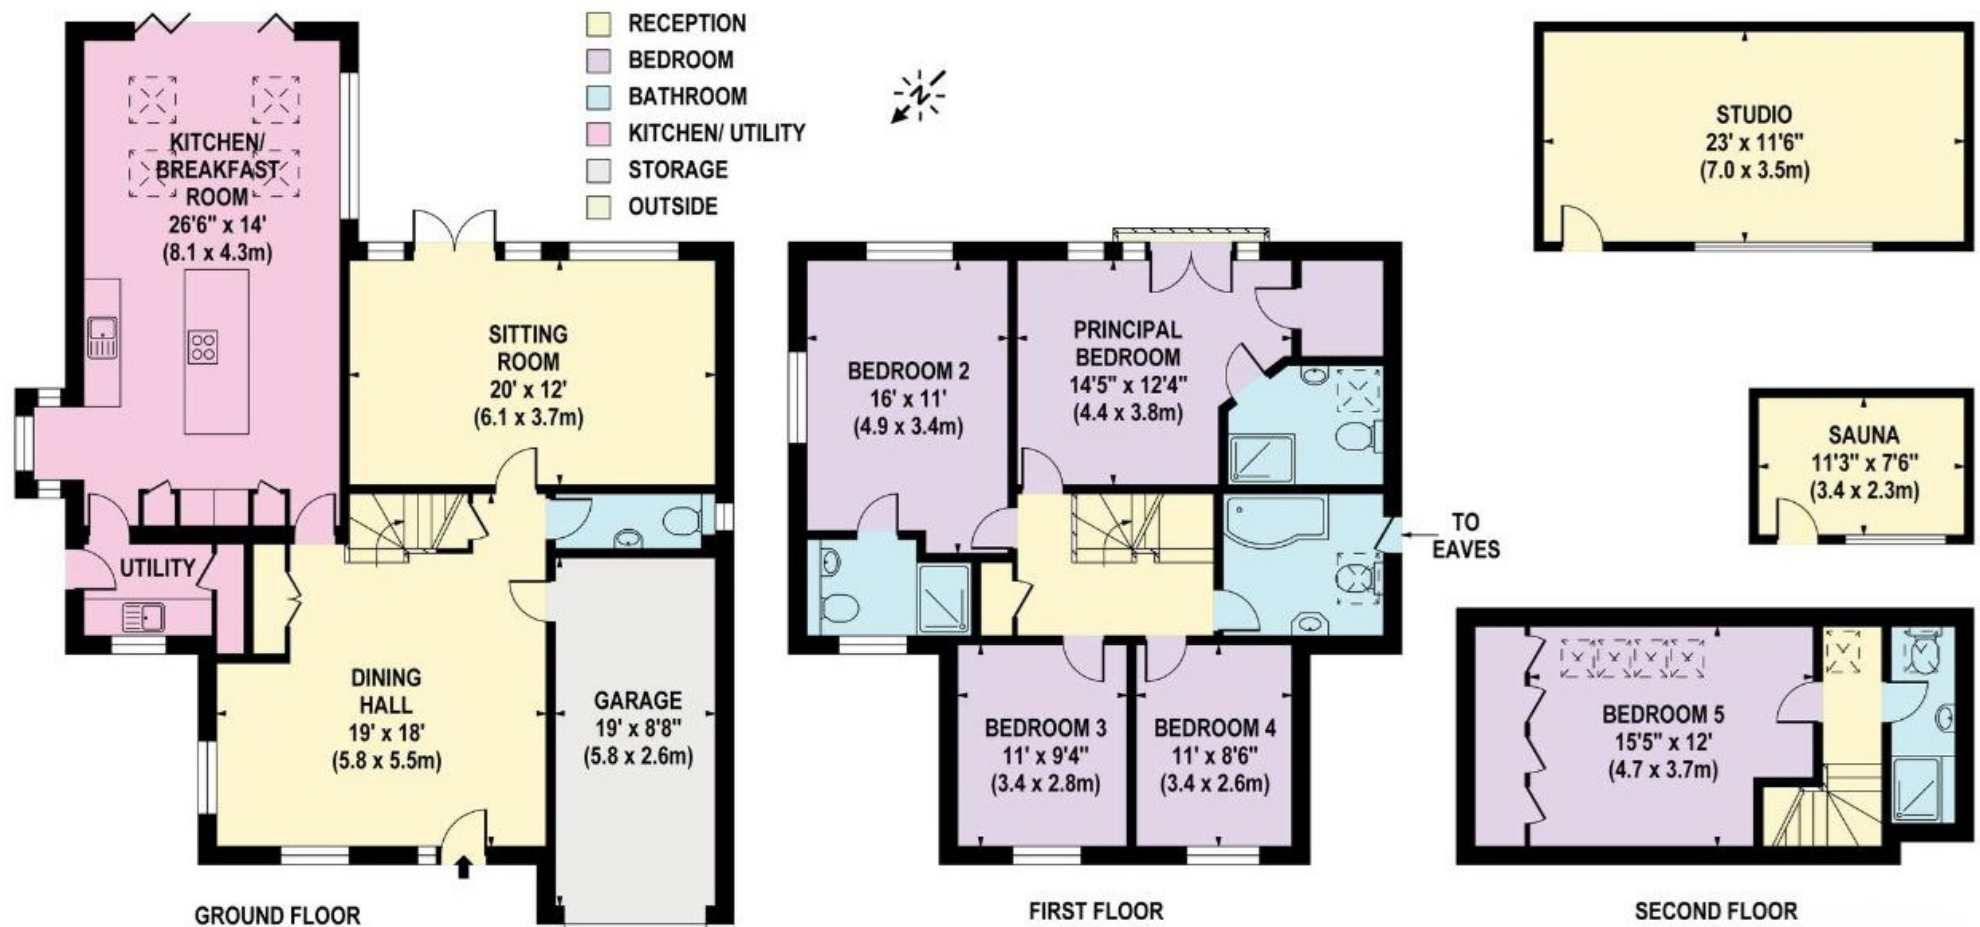 RECEPTION
BEDROOM
BATHROOM
KITCHEN/ UTILITY
STORAGE
OUTSIDE
N
KITCHEN/
BREAKFAST
ROOM
26'6" x 14'
(8.1 x 4.3m)
SITTING
ROOM
20' x 12'
(6.1 x 3.7m)
UTILITY
DINING
HALL
19' x 18'
(5.8 x 5.5m)
GARAGE
19' x 8'8"
(5.8 x 2.6m)
GROUND FLOOR
BEDROOM 2
16' x 11'
(4.9 x 3.4m)
PRINCIPAL
BEDROOM
14'5" x 12'4"
(4.4 x 3.8m)
TO
EAVES
BEDROOM 3
11' x 9'4"
(3.4 x 2.8m)
BEDROOM 4
11' x 8'6"
(3.4 x 2.6m)
FIRST FLOOR
STUDIO
23' x 11'6"
(7.0 x 3.5m)
SAUNA
11'3" x 7'6"
(3.4 x 2.3m)
BEDROOM 5
15'5" x 12'
(4.7 x 3.7m)
SECOND FLOOR